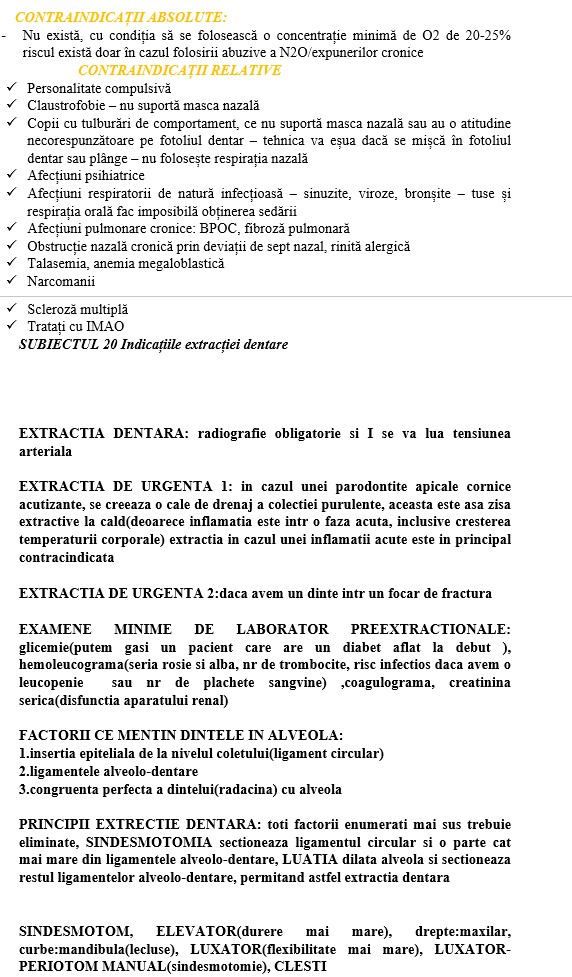 CONTRAINDICAȚII ABSOLUTE:
- Nu există, cu condiția să se folosească o concentrație minimă de O2 de 20-25%
riscul există doar în cazul folosirii abuzive a N2O/expunerilor cronice
CONTRAINDICAȚII RELATIVE
✓ Personalitate compulsivă
✓ Claustrofobie – nu suportă masca nazală
✓ Copii cu tulburări de comportament, ce nu suportă masca nazală sau au o atitudine
necorespunzătoare pe fotoliul dentar – tehnica va eșua dacă se mișcă în fotoliul
dentar sau plânge – nu folosește respirația nazală
✓ Afecțiuni psihiatrice
✓ Afecțiuni respiratorii de natură infecțioasă – sinuzite, viroze, bronșite – tuse și
respirația orală fac imposibilă obținerea sedării
✓ Afecțiuni pulmonare cronice: BPOC, fibroză pulmonară
✓ Obstrucție nazală cronică prin deviații de sept nazal, rinită alergică
✓ Talasemia, anemia megaloblastică
✓ Narcomanii
✓ Scleroză multiplă
✓ Tratați cu IMAO
SUBIECTUL 20 Indicațiile extracției dentare
EXTRACTIA DENTARA: radiografie obligatorie si I se va lua tensiunea
arteriala
EXTRACTIA DE URGENTA 1: in cazul unei parodontite apicale cornice
acutizante, se creeaza o cale de drenaj a colectiei purulente, aceasta este asa zisa
extractive la cald(deoarece inflamatia este intr o faza acuta, inclusive cresterea
temperaturii corporale) extractia in cazul unei inflamatii acute este in principal
contracindicata
EXTRACTIA DE URGENTA 2:daca avem un dinte intr un focar de fractura
EXAMENE MINIME DE LABORATOR PREEXTRACTIONALE:
glicemie(putem gasi un pacient care are un diabet aflat la debut ),
hemoleucograma(seria rosie si alba, nr de trombocite, risc infectios daca avem o
leucopenie sau nr de plachete sangvine) ,coagulograma, creatinina
serica(disfunctia aparatului renal)
FACTORII CE MENTIN DINTELE IN ALVEOLA:
1.insertia epiteliala de la nivelul coletului(ligament circular)
2.ligamentele alveolo-dentare
3.congruenta perfecta a dintelui(radacina) cu alveola
PRINCIPII EXTRECTIE DENTARA: toti factorii enumerati mai sus trebuie
eliminate, SINDESMOTOMIA sectioneaza ligamentul circular si o parte cat
mai mare din ligamentele alveolo-dentare, LUATIA dilata alveola si sectioneaza
restul ligamentelor alveolo-dentare, permitand astfel extractia dentara
SINDESMOTOM, ELEVATOR(durere mai mare), drepte:maxilar,
curbe:mandibula(lecluse), LUXATOR(flexibilitate mai mare), LUXATOR-
PERIOTOM MANUAL(sindesmotomie), CLESTI